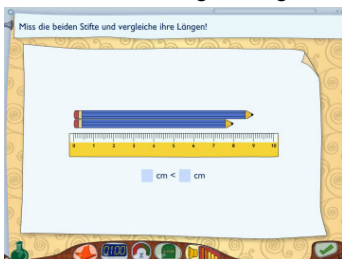 Miss die beiden Stifte und vergleiche ihre Längen!
0 1 2 3 4 5 6 7 8 9 10
cm < cm